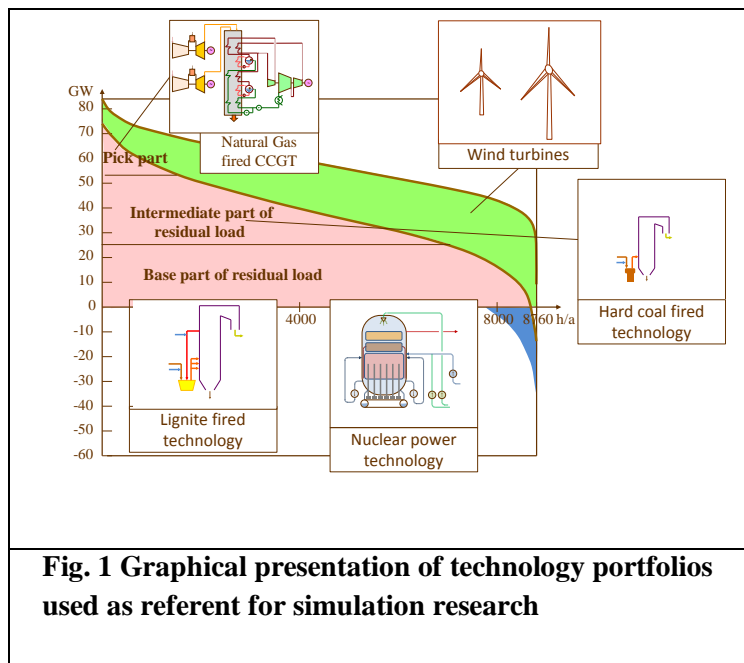 GW
80
70
60
50
40
30
20
10
0
-10
-20
-30
-40
-50
-60
Natural Gas
fired CCGT
Wind turbines
Pick part
Intermediate part of
residual load
Base part of residual load
4000
8000
8760 h/a
Hard coal fired
technology
Lignite fired
technology
Nuclear power
technology
Fig. 1 Graphical presentation of technology portfolios
used as referent for simulation research